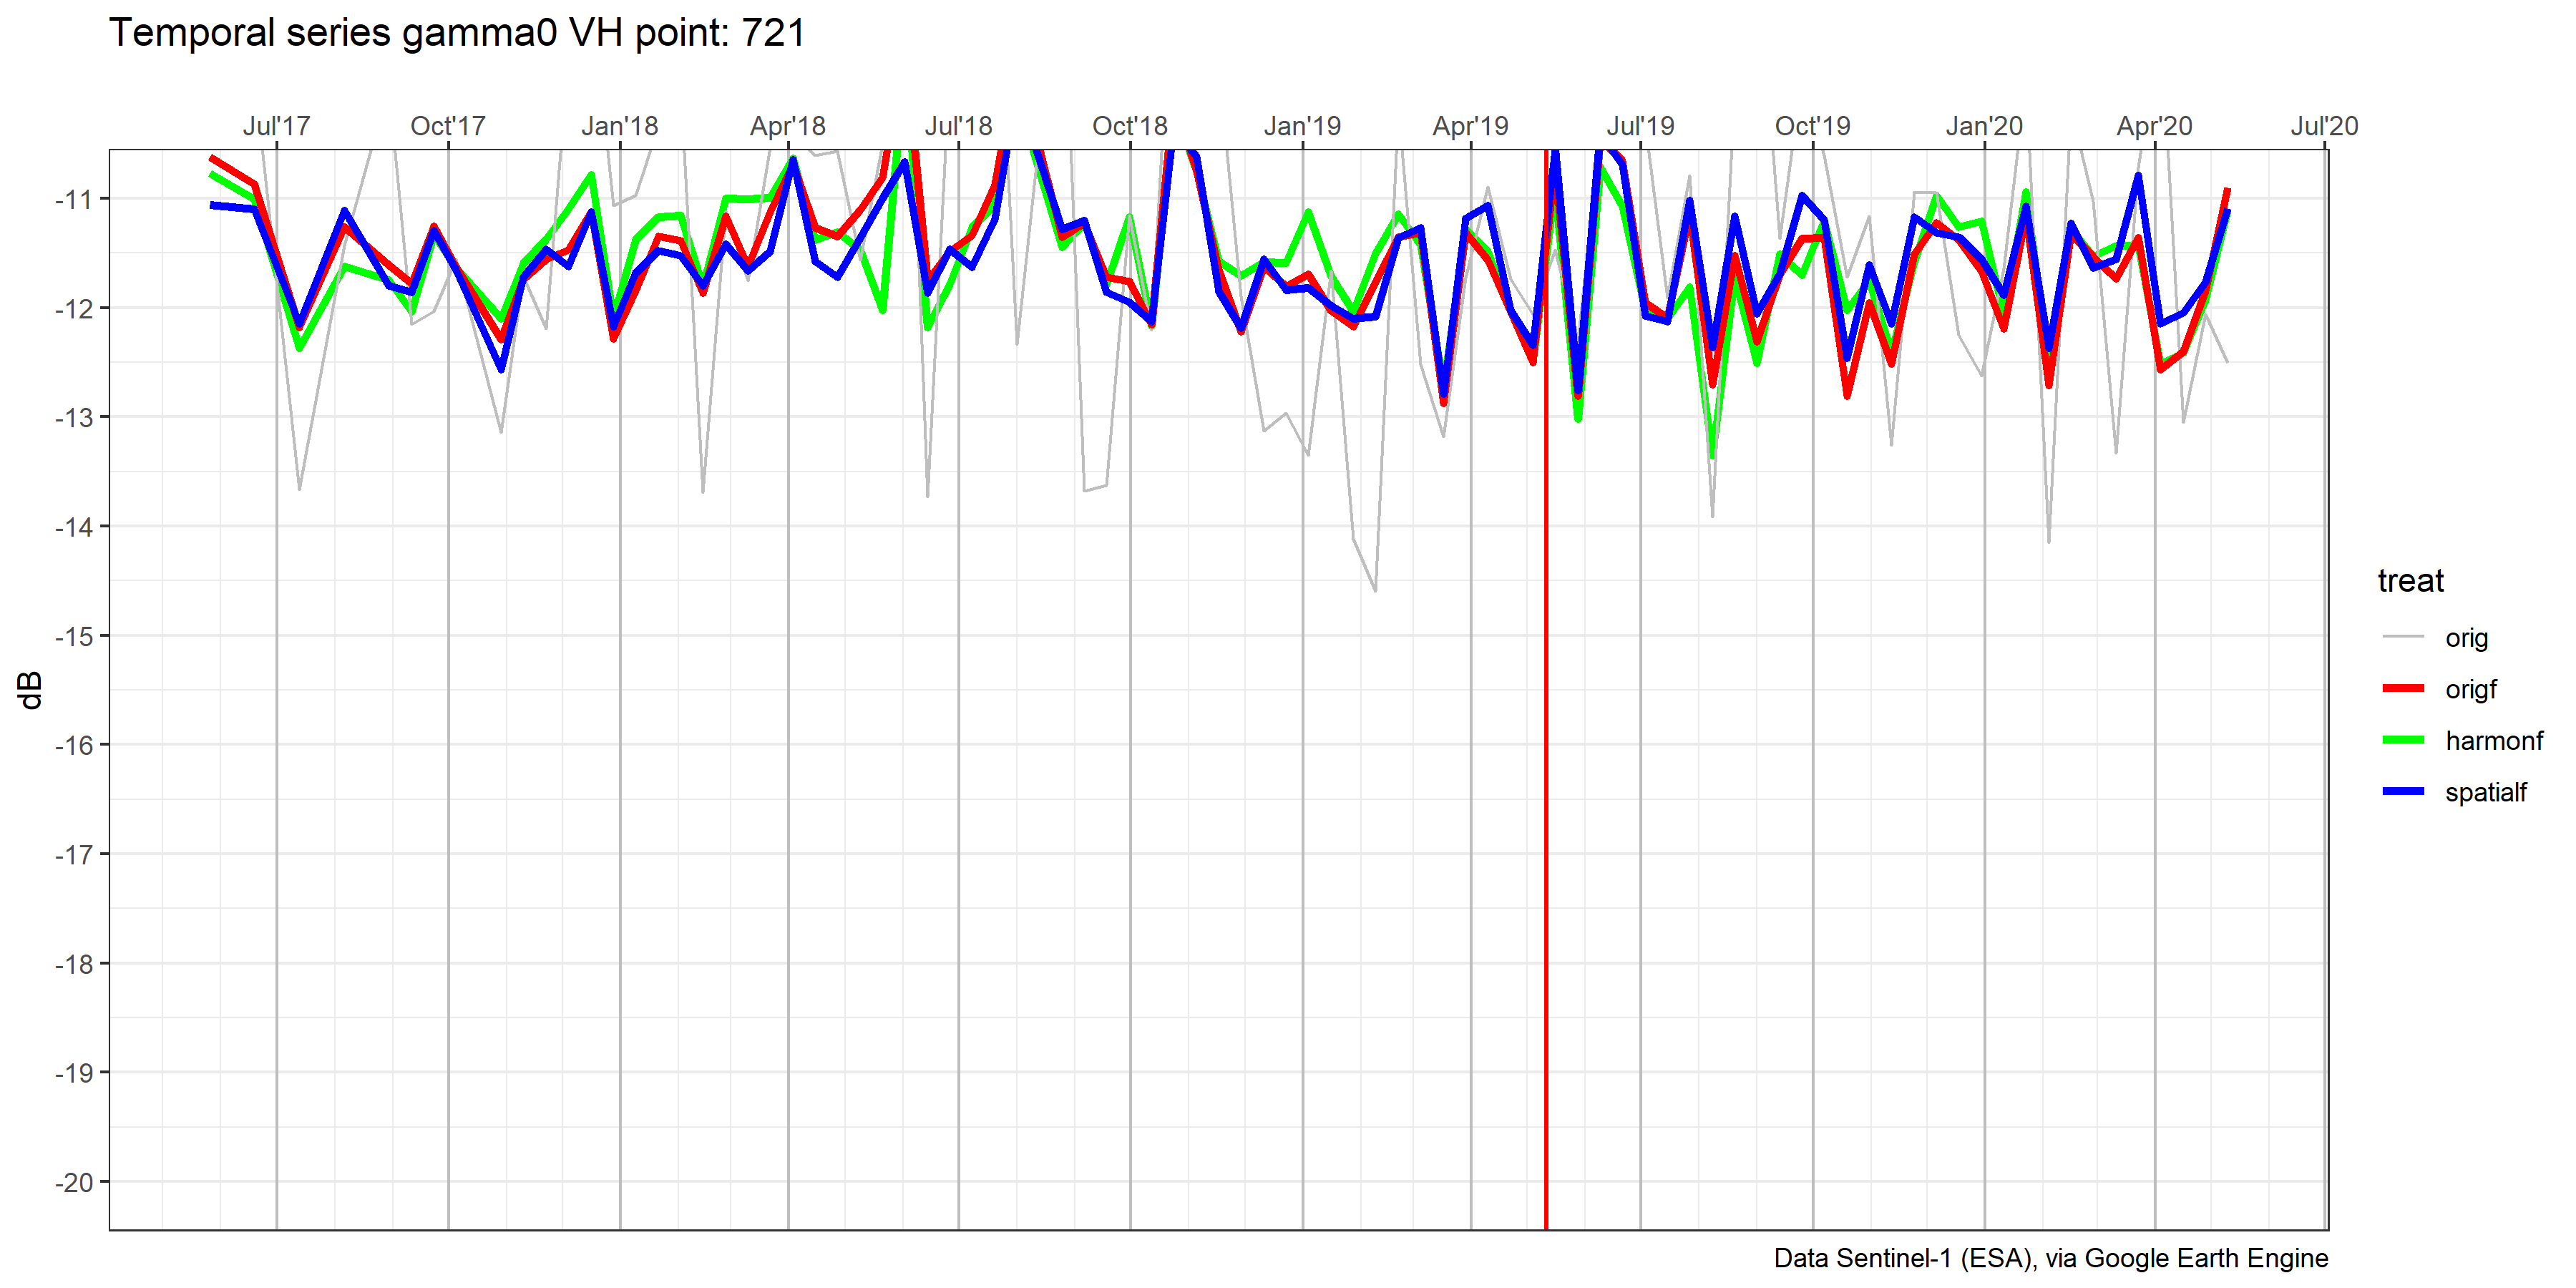 Temporal series gamma0 VH point: 721
Jul'17 Oct'17 Jan'18 Apr'18 Jul'18 Oct'18 Jan'19 Apr'19 Jul'19 Oct'19 Jan'20 Apr'20 Jul'20
-11
-12
-13
-14
-15
-16
-17
-18
-19
-20
dB
treat
orig
origf
harmonf
spatialf
Data Sentinel-1 (ESA), via Google Earth Engine